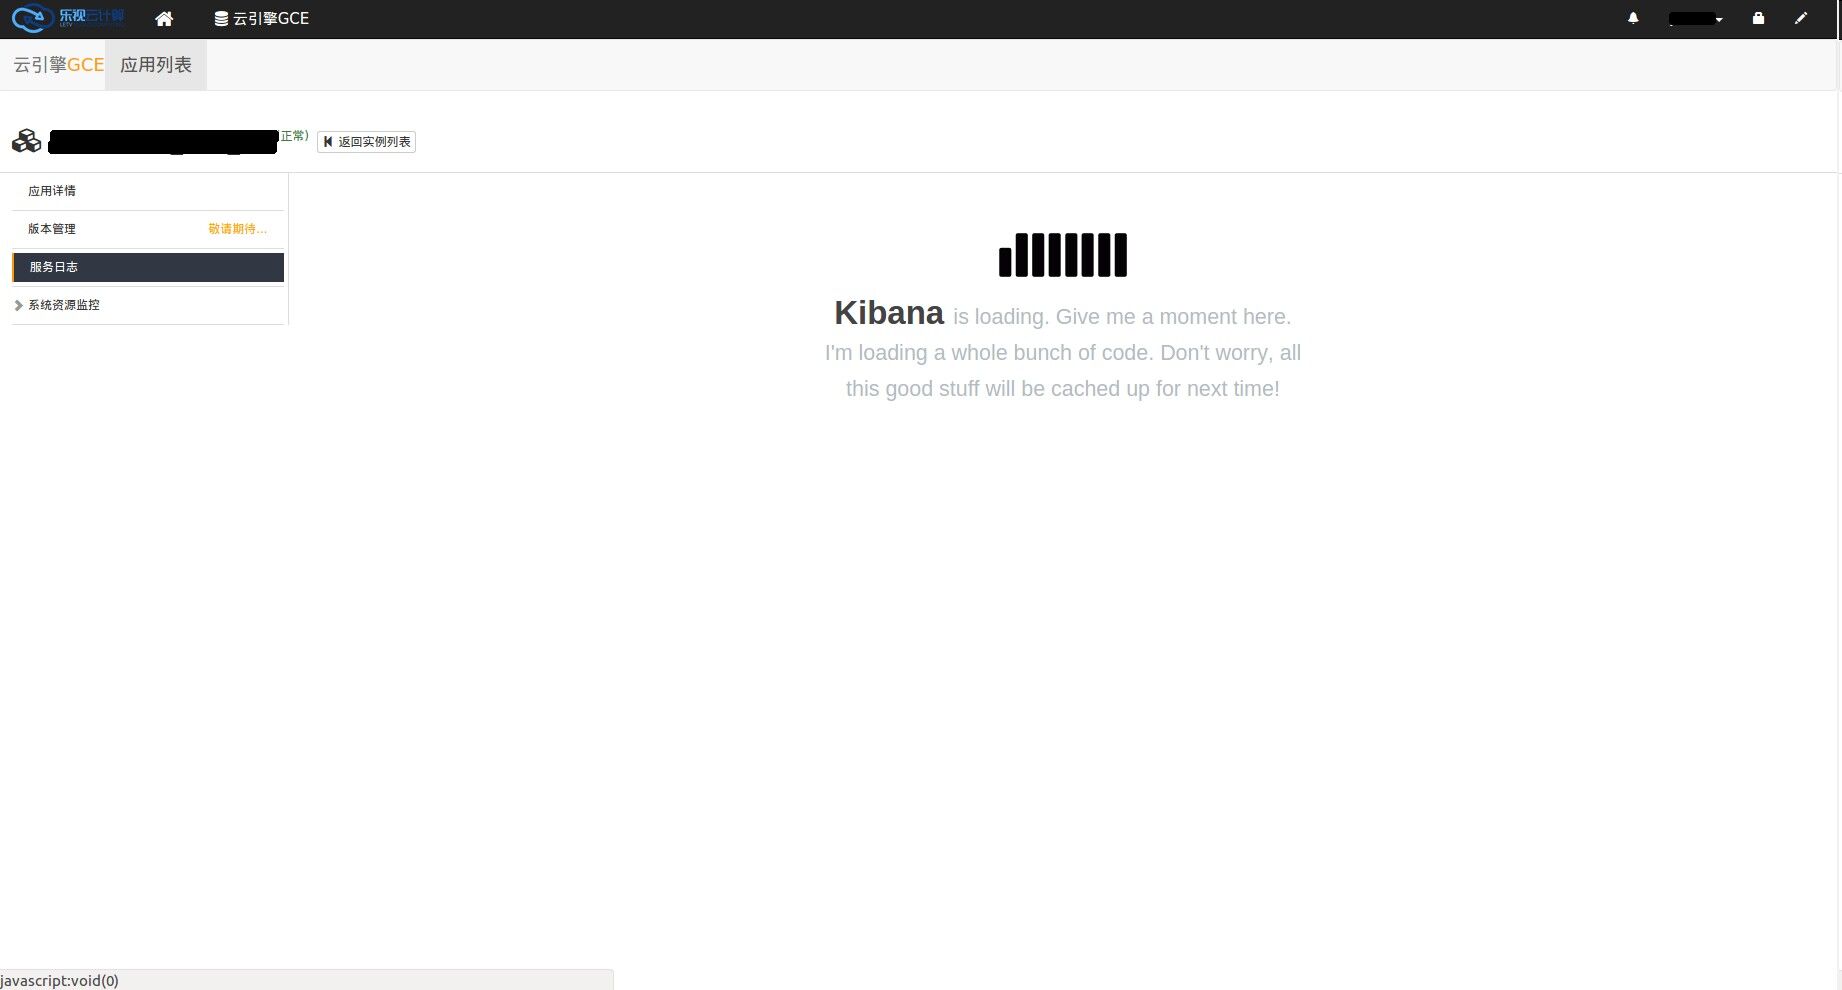 乐视云计算
LETV
云引擎GCE
云引擎GCE 应用列表
正常) 返回实例列表
应用详情
版本管理 敬请期待...
服务日志
系统资源监控
Kibana is loading. Give me a moment here.
I'm loading a whole bunch of code. Don't worry, all
this good stuff will be cached up for next time!
javascript:void(0)